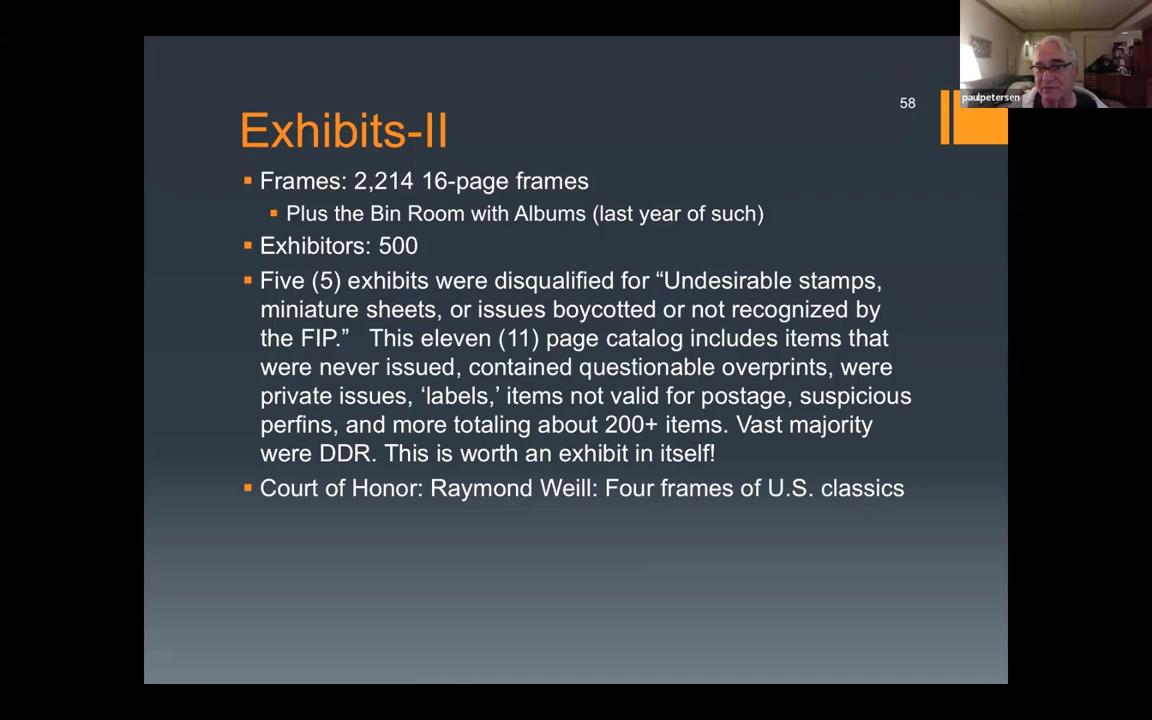 58
paulpetersen
Exhibits-II
Frames: 2,214 16-page frames
Plus the Bin Room with Albums (last year of such)
Exhibitors: 500
Five (5) exhibits were disqualified for “Undesirable stamps,
miniature sheets, or issues boycotted or not recognized by
the FIP.” This eleven (11) page catalog includes items that
were never issued, contained questionable overprints, were
private issues, ‘labels,’ items not valid for postage, suspicious
perfins, and more totaling about 200+ items. Vast majority
were DDR. This is worth an exhibit in itself!
Court of Honor: Raymond Weill: Four frames of U.S. classics